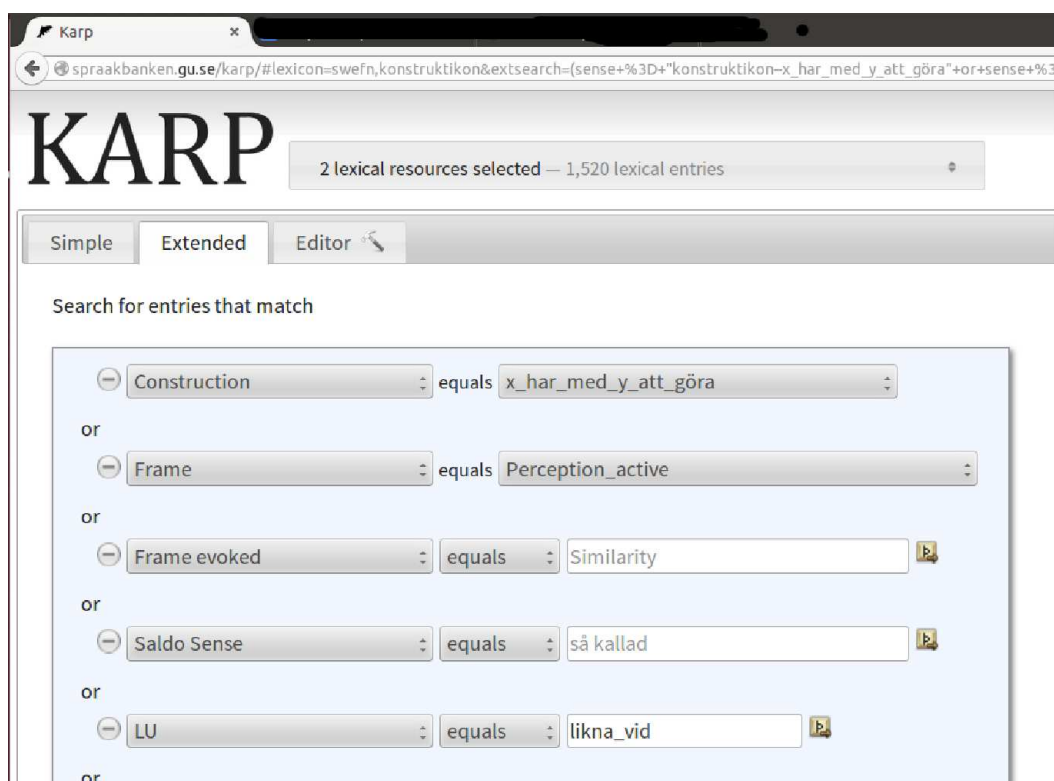 Karp ×
spraakbanken.gu.se/karp/#lexicon=swefn,konstruktikon&extsearch=(sense+%3D+"konstruktikon--x_har_med_y_att_göra"+or+sense+%3
KARP
2 lexical resources selected — 1,520 lexical entries
Simple Extended Editor
Search for entries that match
Construction equals x_har_med_y_att_göra
or
Frame equals Perception_active
or
Frame evoked equals Similarity
or
Saldo Sense equals så kallad
or
LU equals likna_vid
or